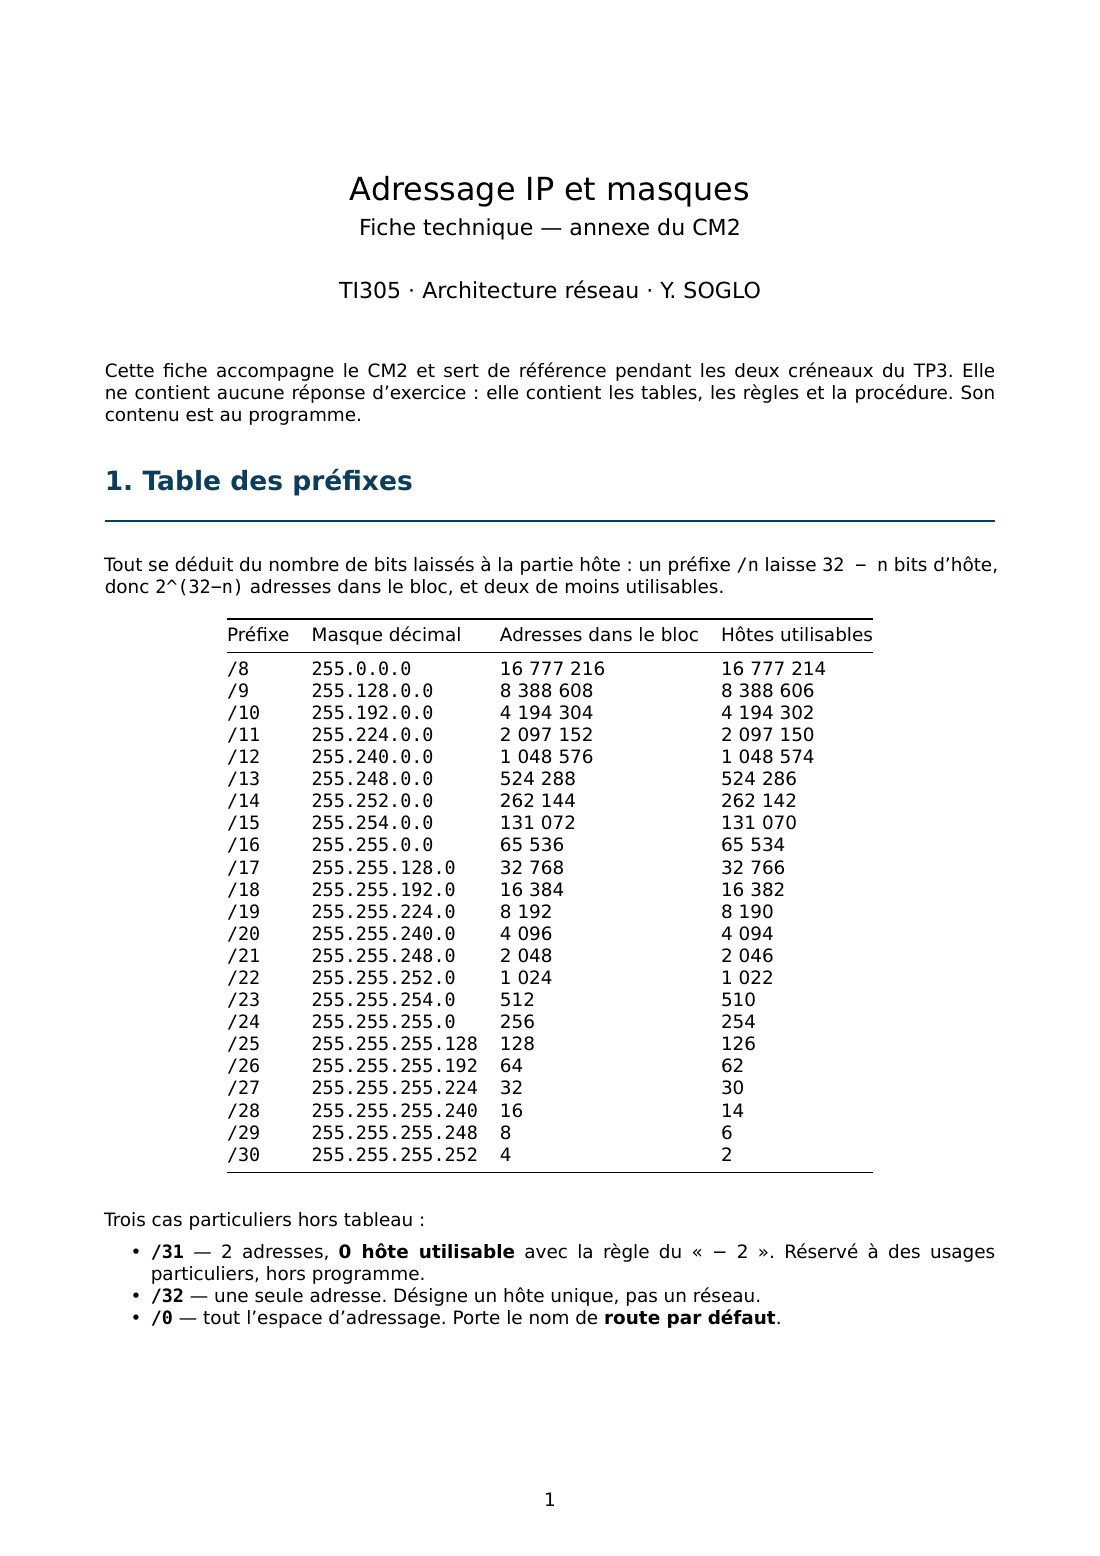 Adressage IP et masques
Fiche technique — annexe du CM2
TI305 · Architecture réseau · Y. SOGLO
Cette fiche accompagne le CM2 et sert de référence pendant les deux créneaux du TP3. Elle
ne contient aucune réponse d’exercice : elle contient les tables, les règles et la procédure. Son
contenu est au programme.
1. Table des préfixes
Tout se déduit du nombre de bits laissés à la partie hôte : un préfixe /n laisse 32 − n bits d’hôte,
donc 2^(32−n) adresses dans le bloc, et deux de moins utilisables.
Préfixe Masque décimal Adresses dans le bloc Hôtes utilisables
/8 255.0.0.0 16 777 216 16 777 214
/9 255.128.0.0 8 388 608 8 388 606
/10 255.192.0.0 4 194 304 4 194 302
/11 255.224.0.0 2 097 152 2 097 150
/12 255.240.0.0 1 048 576 1 048 574
/13 255.248.0.0 524 288 524 286
/14 255.252.0.0 262 144 262 142
/15 255.254.0.0 131 072 131 070
/16 255.255.0.0 65 536 65 534
/17 255.255.128.0 32 768 32 766
/18 255.255.192.0 16 384 16 382
/19 255.255.224.0 8 192 8 190
/20 255.255.240.0 4 096 4 094
/21 255.255.248.0 2 048 2 046
/22 255.255.252.0 1 024 1 022
/23 255.255.254.0 512 510
/24 255.255.255.0 256 254
/25 255.255.255.128 128 126
/26 255.255.255.192 64 62
/27 255.255.255.224 32 30
/28 255.255.255.240 16 14
/29 255.255.255.248 8 6
/30 255.255.255.252 4 2
Trois cas particuliers hors tableau :
• /31 — 2 adresses, 0 hôte utilisable avec la règle du « − 2 ». Réservé à des usages
particuliers, hors programme.
• /32 — une seule adresse. Désigne un hôte unique, pas un réseau.
• /0 — tout l’espace d’adressage. Porte le nom de route par défaut.
1